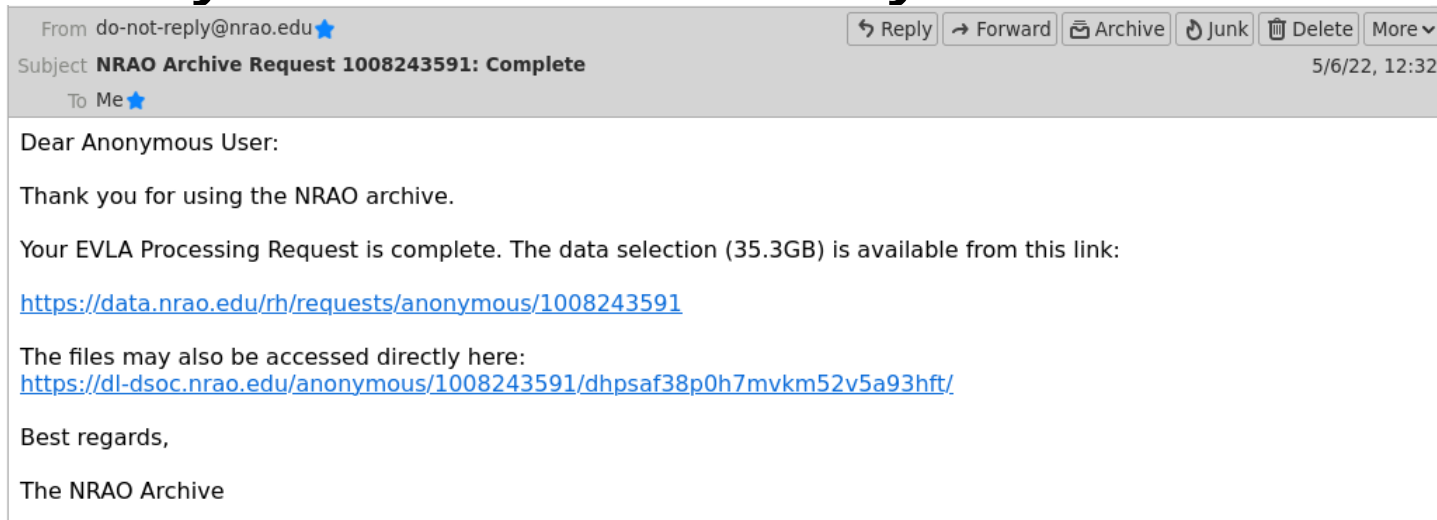 From do-not-reply@nrao.edu Reply Forward Archive Junk Delete More
Subject NRAO Archive Request 1008243591: Complete 5/6/22, 12:32
To Me
Dear Anonymous User:
Thank you for using the NRAO archive.
Your EVLA Processing Request is complete. The data selection (35.3GB) is available from this link:
https://data.nrao.edu/rh/requests/anonymous/1008243591
The files may also be accessed directly here:
https://dl-dsoc.nrao.edu/anonymous/1008243591/dhpsaf38p0h7mvkm52v5a93hft/
Best regards,
The NRAO Archive